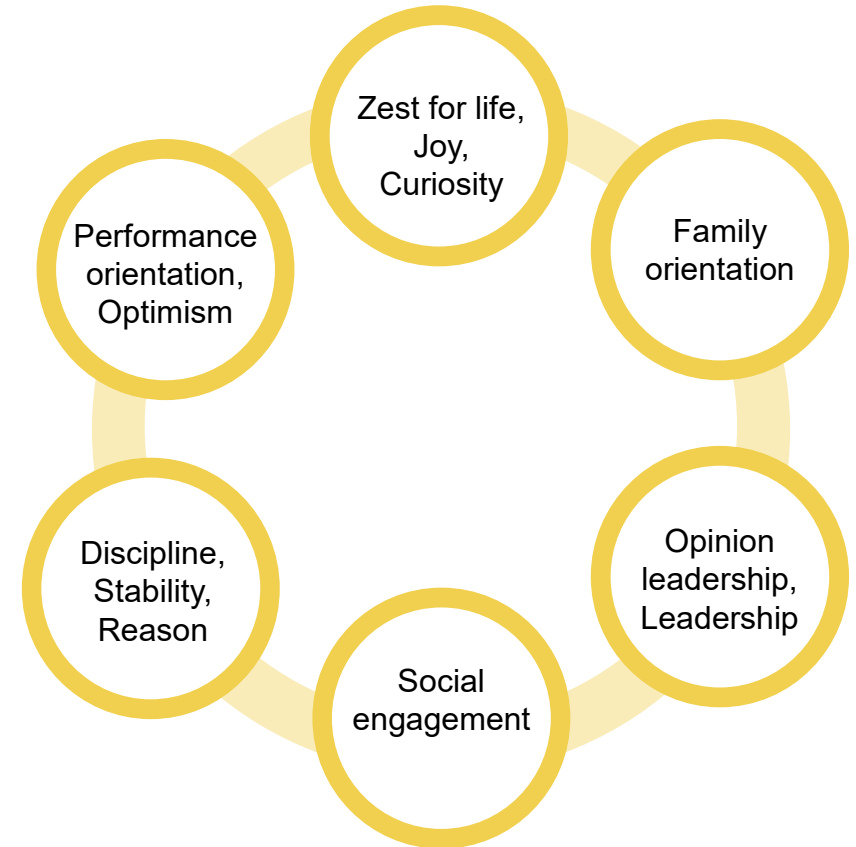 Zest for life,
Joy,
Curiosity
Family
orientation
Opinion
leadership,
Leadership
Social
engagement
Discipline,
Stability,
Reason
Performance
orientation,
Optimism